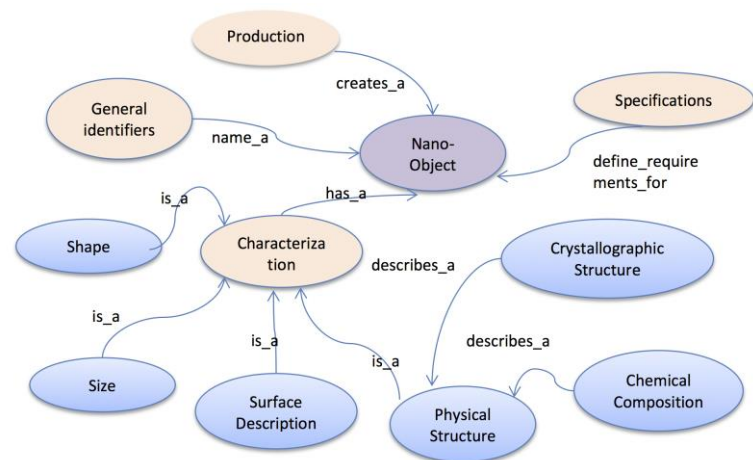 Production
creates_a
General
identifiers
name_a
Specifications
Nano-
Object
define_require
ments_for
has_a
is_a
Shape
Characteriza
tion
describes_a
Crystallographic
Structure
is_a
is_a
is_a
describes_a
Size
Surface
Description
Physical
Structure
Chemical
Composition